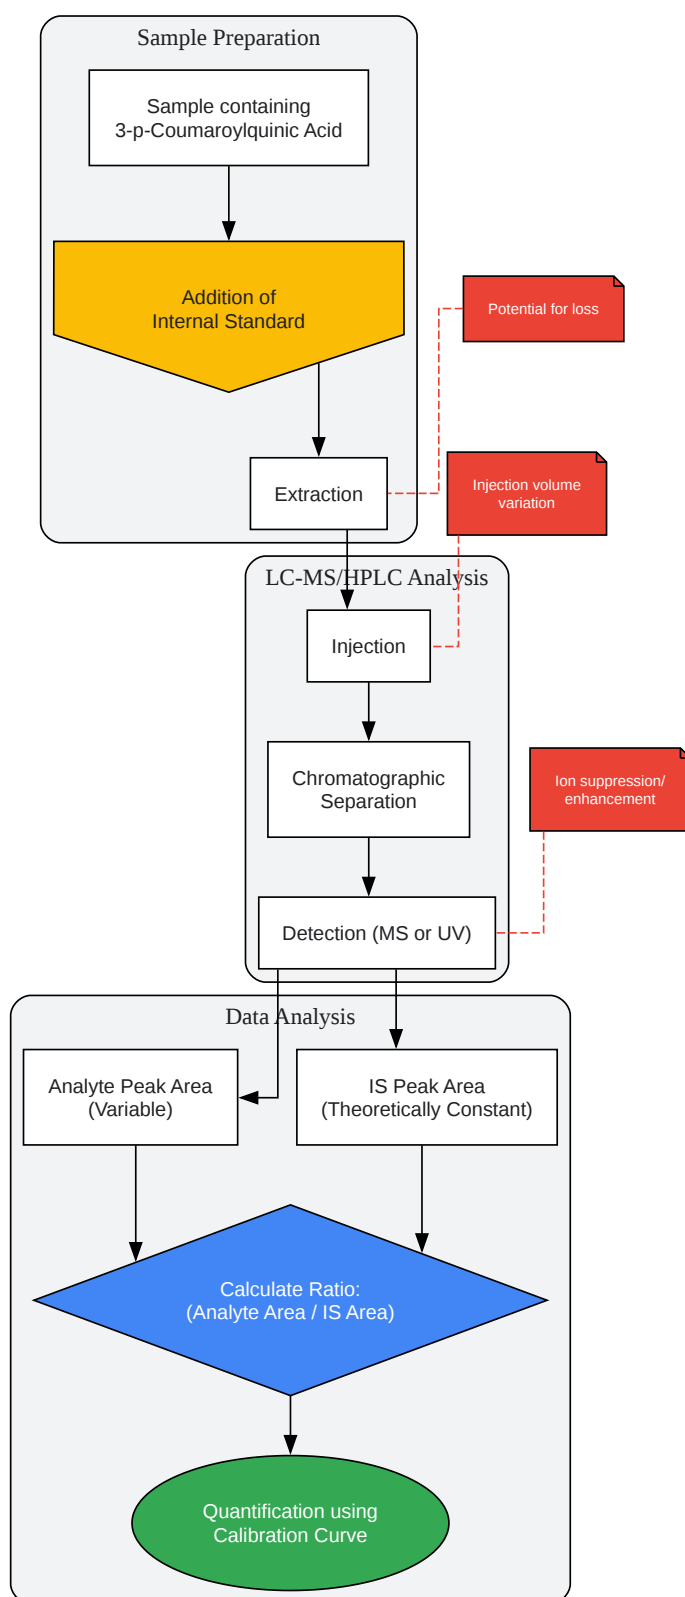 Sample Preparation
Sample containing
3-p-Coumaroylquinic Acid
Addition of
Internal Standard
Potential for loss
Extraction
Injection volume
variation
LC-MS/HPLC Analysis
Injection
Chromatographic
Separation
Ion suppression/
enhancement
Detection (MS or UV)
Data Analysis
Analyte Peak Area
(Variable)
IS Peak Area
(Theoretically Constant)
Calculate Ratio:
(Analyte Area / IS Area)
Quantification using
Calibration Curve